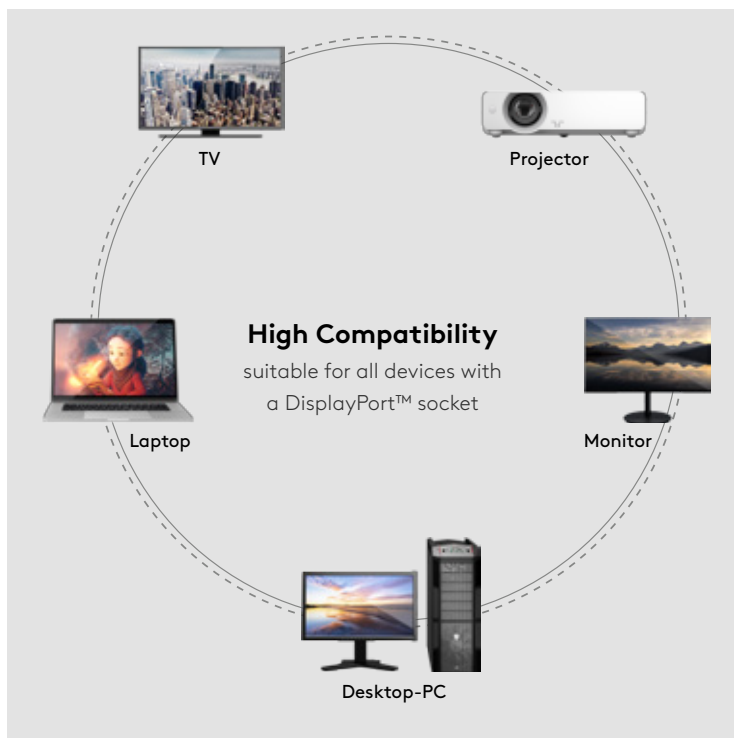 TV
Projector
High Compatibility
suitable for all devices with
a DisplayPort™ socket
Laptop
Monitor
Desktop-PC